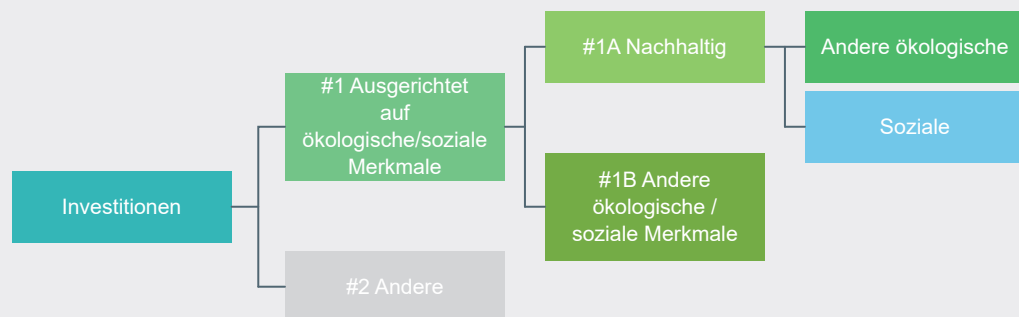 #1A Nachhaltig
Andere ökologische
#1 Ausgerichtet
auf
ökologische/soziale
Merkmale
Soziale
#1B Andere
ökologische /
soziale Merkmale
Investitionen
#2 Andere